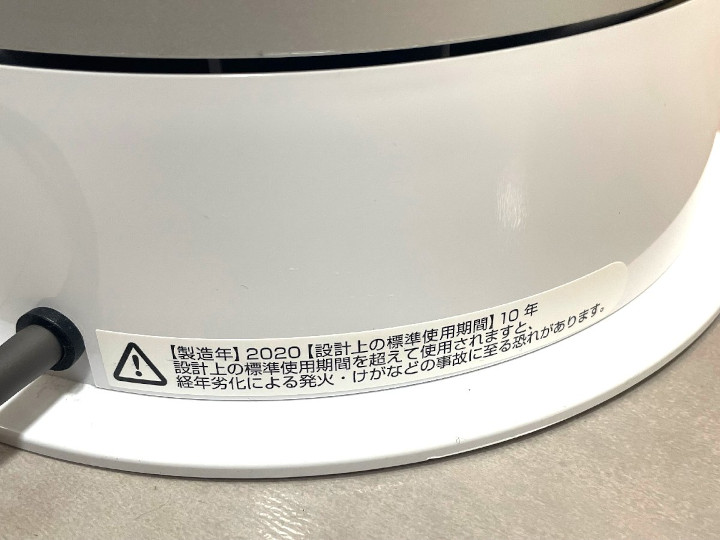 【製造年】2020【設計上の標準使用期間】10年
設計上の標準使用期間を超えて使用されますと、
経年劣化による発火・けがなどの事故に至る恐れがあります。